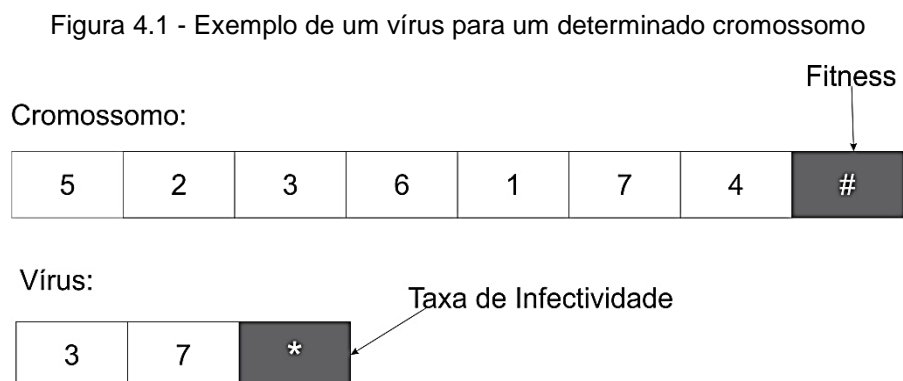 Figura 4.1 - Exemplo de um vírus para um determinado cromossomo
Fitness
Cromossomo:
5 2 3 6 1 7 4 #
Vírus:
Taxa de Infectividade
3 7 *